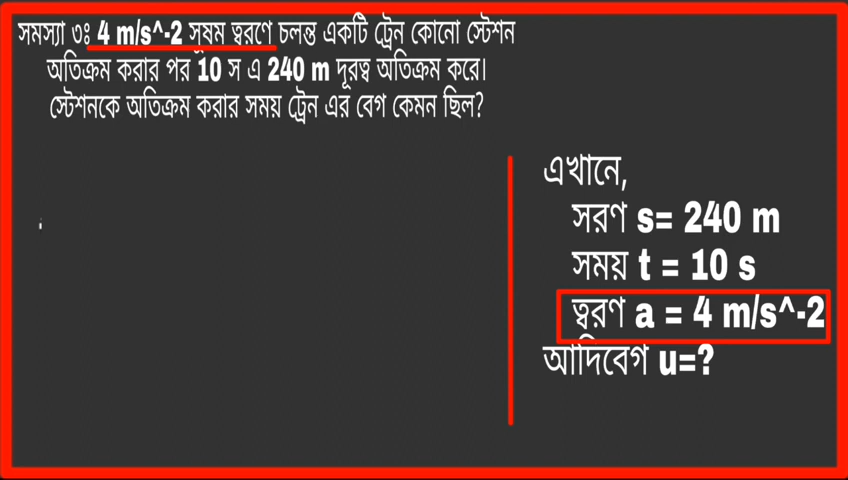 সমস্যা ৩ঃ 4 m/s^-2 সুষম ত্বরণে চলন্ত একটি ট্রেন কোনো স্টেশন
অতিক্রম করার পর 10 স এ 240 m দূরত্ব অতিক্রম করে।
স্টেশনকে অতিক্রম করার সময় ট্রেন এর বেগ কেমন ছিল?
এখানে,
সরণ s= 240 m
সময় t = 10 s
ত্বরণ a = 4 m/s^-2
আদিবেগ u=?